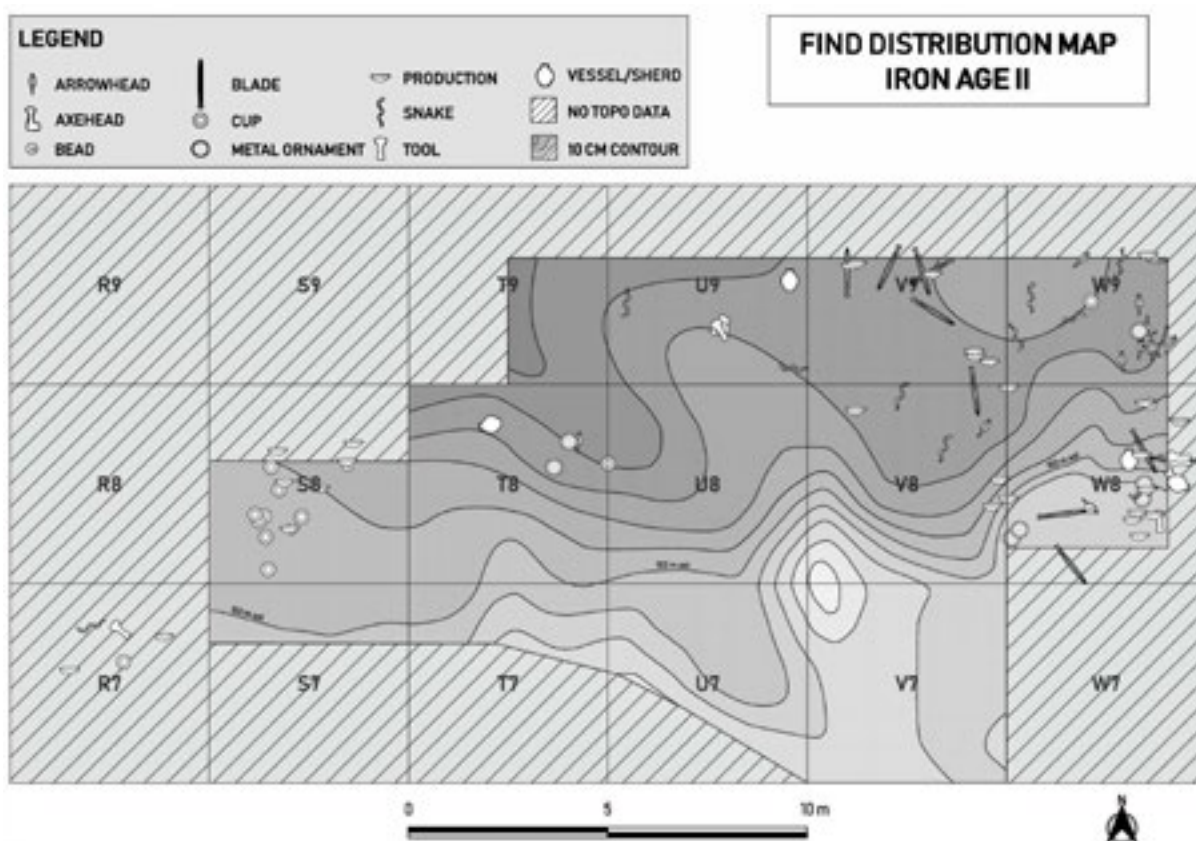 LEGEND
ARROWHEAD
AXEHEAD
BEAD
BLADE
CUP
METAL ORNAMENT
PRODUCTION
SNAKE
TOOL
VESSEL/SHERD
NO TOPO DATA
10 CM CONTOUR
FIND DISTRIBUTION MAP
IRON AGE II
R9 S9 T9 U9 V9 W9
R8 S8 T8 U8 V8 W8
R7 S7 T7 U7 V7 W7
0 5 10 m
N